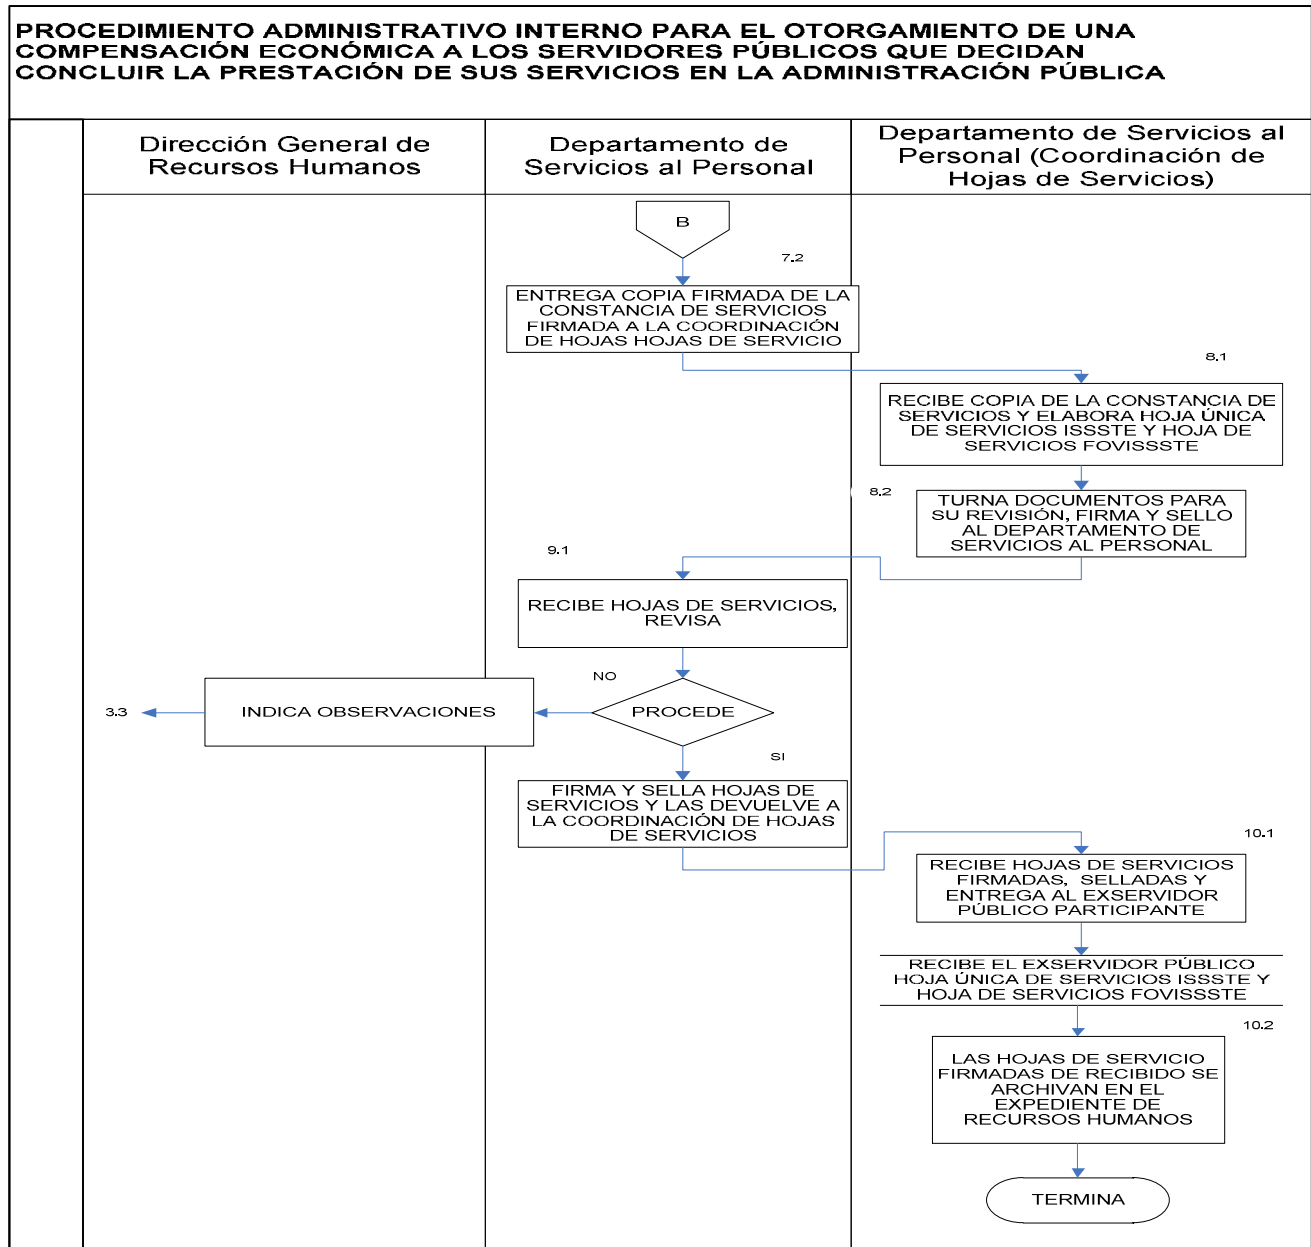 PROCEDIMIENTO ADMINISTRATIVO INTERNO PARA EL OTORGAMIENTO DE UNA
COMPENSACIÓN ECONÓMICA A LOS SERVIDORES PÚBLICOS QUE DECIDAN
CONCLUIR LA PRESTACIÓN DE SUS SERVICIOS EN LA ADMINISTRACIÓN PÚBLICA
Dirección General de
Recursos Humanos
Departamento de
Servicios al Personal
Departamento de Servicios al
Personal (Coordinación de
Hojas de Servicios)
B
7.2
ENTREGA COPIA FIRMADA DE LA
CONSTANCIA DE SERVICIOS
FIRMADA A LA COORDINACIÓN
DE HOJAS HOJAS DE SERVICIO
8.1
RECIBE COPIA DE LA CONSTANCIA DE
SERVICIOS Y ELABORA HOJA ÚNICA
DE SERVICIOS ISSSTE Y HOJA DE
SERVICIOS FOVISSSTE
8.2
TURNA DOCUMENTOS PARA
SU REVISIÓN, FIRMA Y SELLO
AL DEPARTAMENTO DE
SERVICIOS AL PERSONAL
9.1
RECIBE HOJAS DE SERVICIOS,
REVISA
NO
PROCEDE
INDICA OBSERVACIONES
3.3
SI
FIRMA Y SELLA HOJAS DE
SERVICIOS Y LAS DEVUELVE A
LA COORDINACIÓN DE HOJAS
DE SERVICIOS
10.1
RECIBE HOJAS DE SERVICIOS
FIRMADAS, SELLADAS Y
ENTREGA AL EXSERVIDOR
PÚBLICO PARTICIPANTE
RECIBE EL EXSERVIDOR PÚBLICO
HOJA ÚNICA DE SERVICIOS ISSSTE Y
HOJA DE SERVICIOS FOVISSSTE
10.2
LAS HOJAS DE SERVICIO
FIRMADAS DE RECIBIDO SE
ARCHIVAN EN EL
EXPEDIENTE DE
RECURSOS HUMANOS
TERMINA